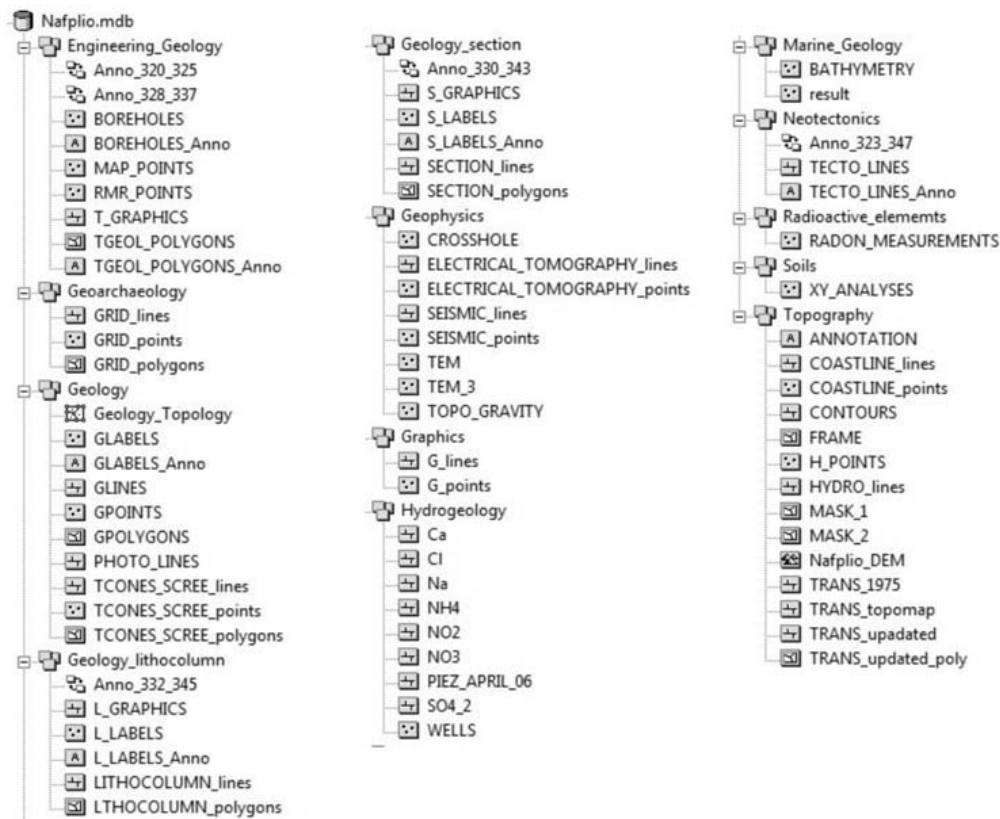 Nafplio.mdb
Engineering_Geology
Anno_320_325
Anno_328_337
BOREHOLES
BOREHOLES_Anno
MAP_POINTS
RMR_POINTS
T_GRAPHICS
TGEOL_POLYGONS
TGEOL_POLYGONS_Anno
Geoarchaeology
GRID_lines
GRID_points
GRID_polygons
Geology
Geology_Topology
GLABELS
GLABELS_Anno
GLINES
GPOINTS
GPOLYGONS
PHOTO_LINES
TCONES_SCREE_lines
TCONES_SCREE_points
TCONES_SCREE_polygons
Geology_lithocolumn
Anno_332_345
L_GRAPHICS
L_LABELS
L_LABELS_Anno
LITHOCOLUMN_lines
LTHOCOLUMN_polygons
Geology_section
Anno_330_343
S_GRAPHICS
S_LABELS
S_LABELS_Anno
SECTION_lines
SECTION_polygons
Geophysics
CROSSHOLE
ELECTRICAL_TOMOGRAPHY_lines
ELECTRICAL_TOMOGRAPHY_points
SEISMIC_lines
SEISMIC_points
TEM
TEM_3
TOPO_GRAVITY
Graphics
G_lines
G_points
Hydrogeology
Ca
Cl
Na
NH4
NO2
NO3
PIEZ_APRIL_06
SO4_2
WELLS
Marine_Geology
BATHYMETRY
result
Neotectonics
Anno_323_347
TECTO_LINES
TECTO_LINES_Anno
Radioactive_elememts
RADON_MEASUREMENTS
Soils
XY_ANALYSES
Topography
ANNOTATION
COASTLINE_lines
COASTLINE_points
CONTOURS
FRAME
H_POINTS
HYDRO_lines
MASK_1
MASK_2
Nafplio_DEM
TRANS_1975
TRANS_topomap
TRANS_upadated
TRANS_updated_poly